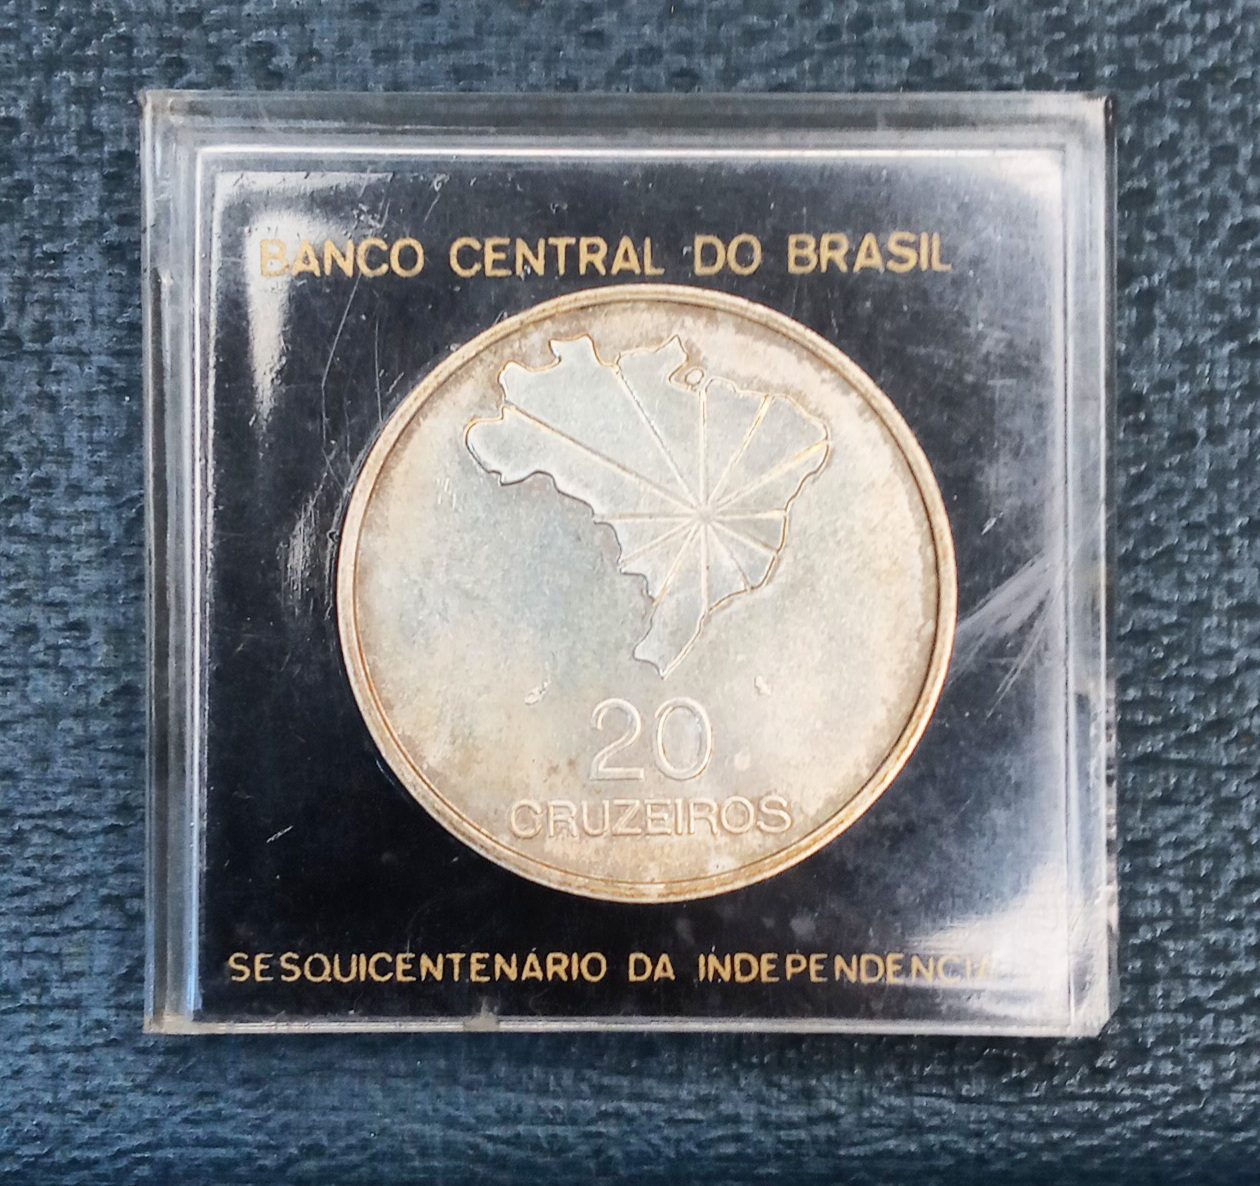 BANCO CENTRAL DO BRASIL
20
CRUZEIROS
SESQUICENTENÁRIO DA INDEPENDENCIA